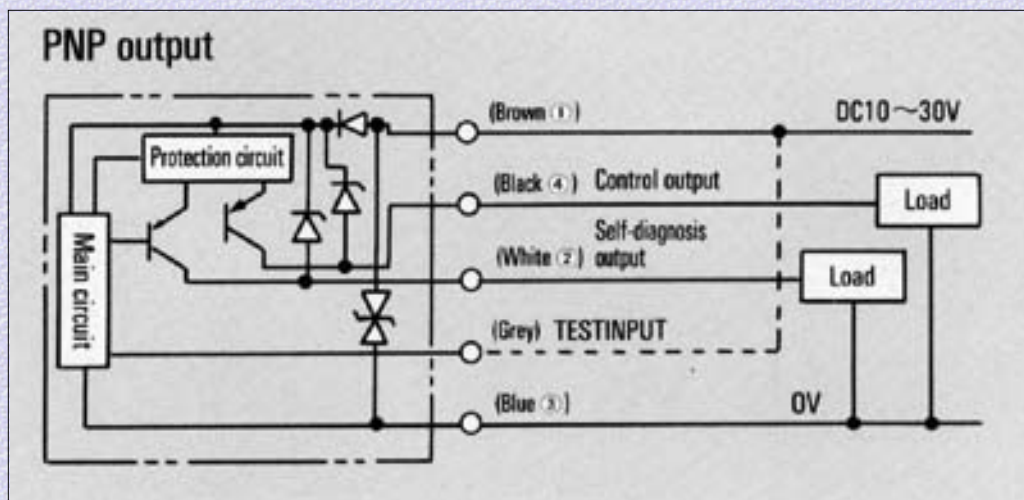 PNP output
(Brown ①)
DC10～30V
Protection circuit
(Black ④)
Control output
Load
Self-diagnosis
(White ②)
output
Load
Main circuit
(Grey) TESTINPUT
(Blue ③)
0V